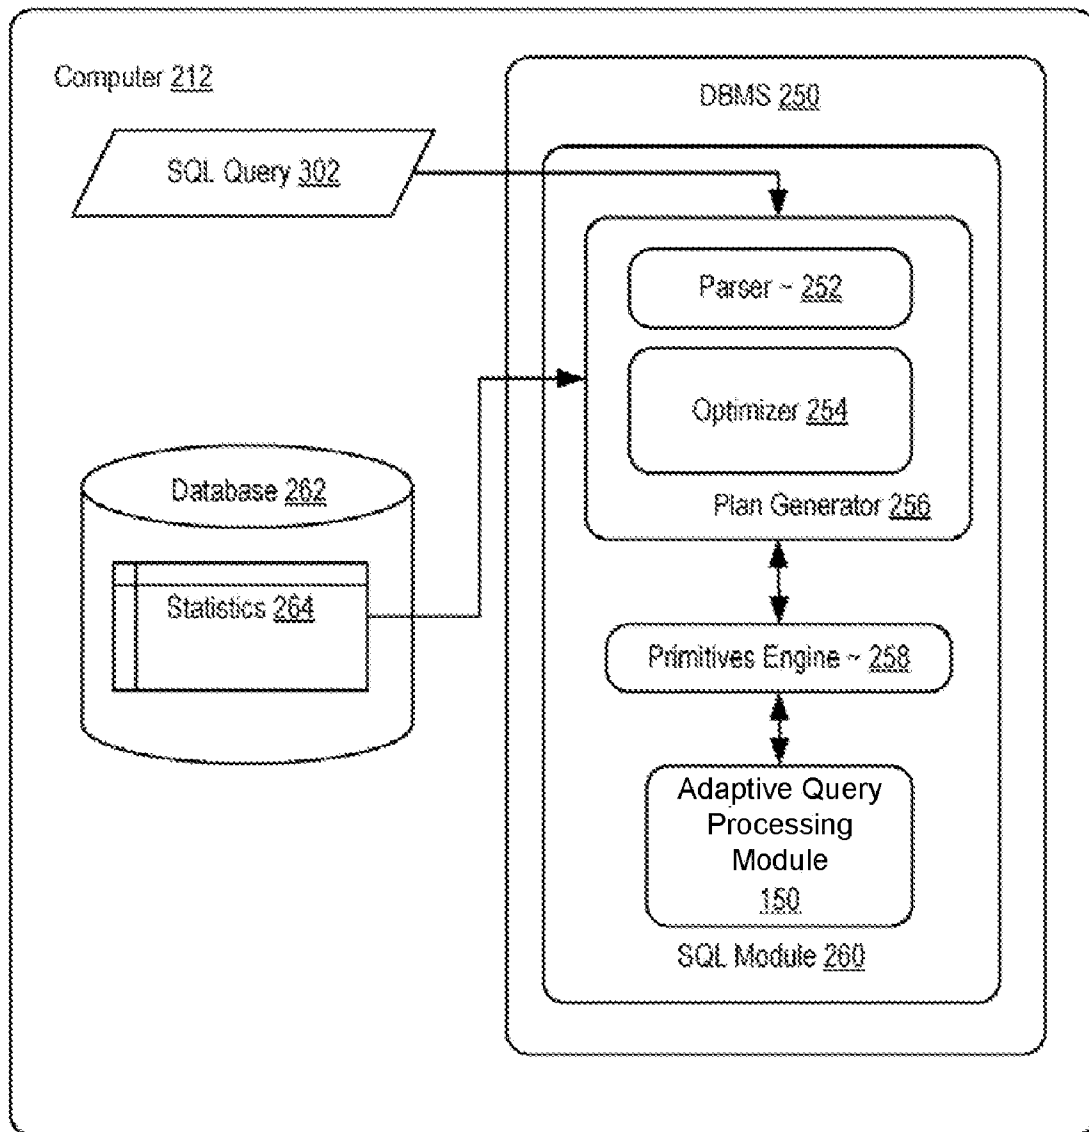 Computer 212
DBMS 250
SQL Query 302
Parser ~ 252
Optimizer 254
Plan Generator 256
Database 262
Statistics 264
Primitives Engine ~ 258
Adaptive Query
Processing
Module
150
SQL Module 260